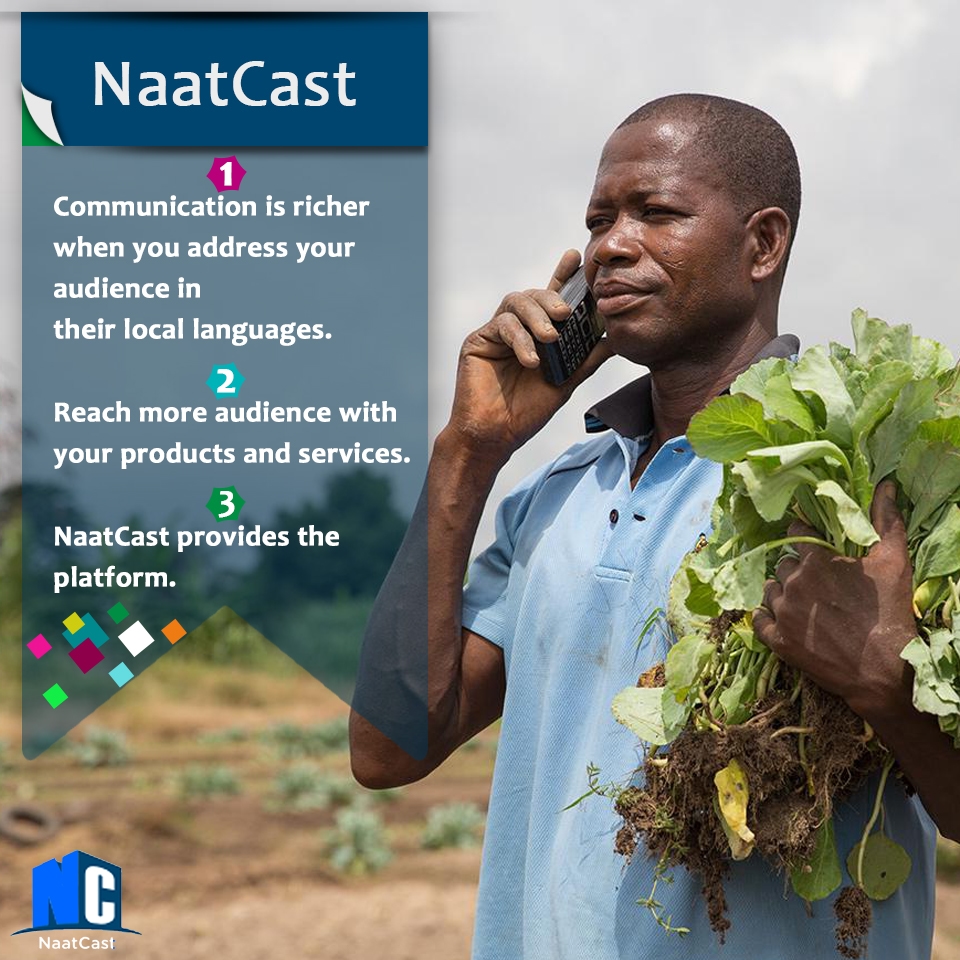 NaatCast
1
Communication is richer
when you address your
audience in
their local languages.
2
Reach more audience with
your products and services.
3
NaatCast provides the
platform.
NC
NaatCast